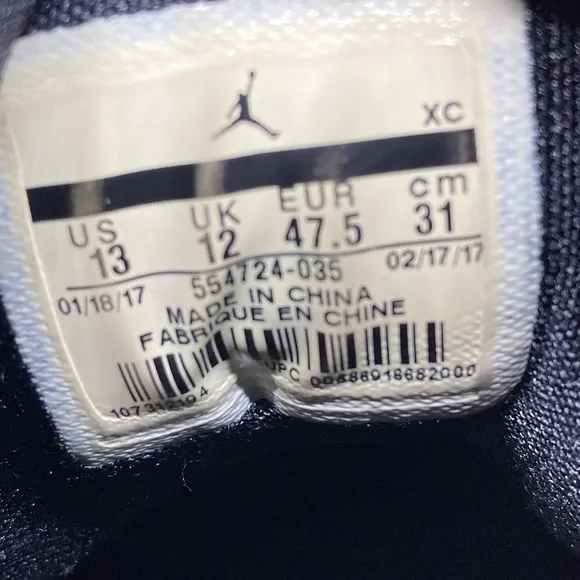 XC
US UK EUR cm
13 12 47.5 31
01/18/17 554724-035 02/17/17
MADE IN CHINA
FABRIQUE EN CHINE
UPC 00886916682000